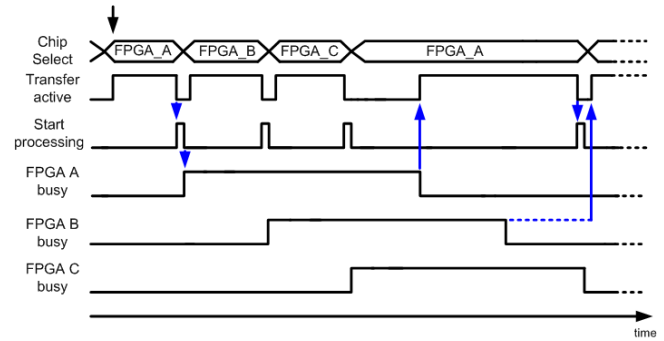 Chip
Select
FPGA_A FPGA_B FPGA_C FPGA_A
Transfer
active
Start
processing
FPGA A
busy
FPGA B
busy
FPGA C
busy
time